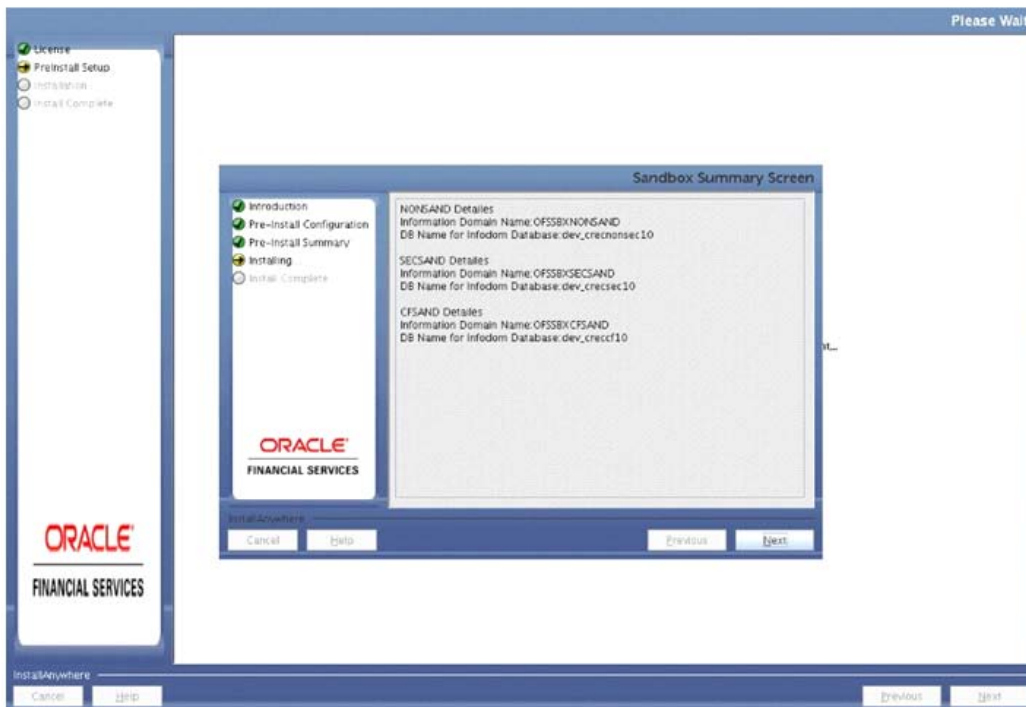 Please Wait
License
PreInstall Setup
Installation...
Install Complete
Sandbox Summary Screen
Introduction
Pre-Install Configuration
Pre-Install Summary
Installing...
Install Complete
NONSAND Detailes
Information Domain Name:OFSSBXNONSAND
DB Name for Infodom Database:dev_crecnonsec10
SECSAND Detailes
Information Domain Name:OFSSBXSECSAND
DB Name for Infodom Database:dev_crecsec10
CFSAND Detailes
Information Domain Name:OFSSBXCFSAND
DB Name for Infodom Database:dev_creccf10
ORACLE
FINANCIAL SERVICES
InstallAnywhere
Cancel Help Previous Next
ORACLE
FINANCIAL SERVICES
InstallAnywhere
Cancel Help Previous Next